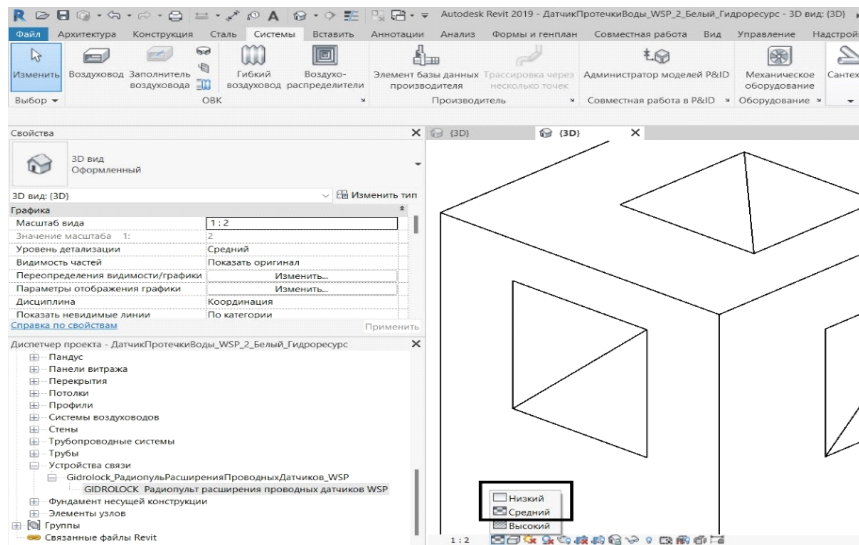 Autodesk Revit 2019 - ДатчикПротечкиВоды_WSP_2_Белый_Гидроресурс - 3D вид: {3D}
Файл Архитектура Конструкция Сталь Системы Вставить Аннотации Анализ Формы и генплан Совместная работа Вид Управление Надстрой
Изменить Воздуховод Заполнитель воздуховода Гибкий воздуховод Воздухо-распределители Элемент базы данных производителя Трассировка через несколько точек Администратор моделей P&ID Механическое оборудование Сантех
Выбор ОВК Производитель Совместная работа в P&ID Оборудование
Свойства
{3D} {3D}
3D вид
Оформленный
3D вид: {3D} Изменить тип
Графика
Масштаб вида 1 : 2
Значение масштаба 1: 2
Уровень детализации Средний
Видимость частей Показать оригинал
Переопределения видимости/графики Изменить...
Параметры отображения графики Изменить...
Дисциплина Координация
Показать невидимые линии По категории
Справка по свойствам Применить
Диспетчер проекта - ДатчикПротечкиВоды_WSP_2_Белый_Гидроресурс
Пандус
Панели витража
Перекрытия
Потолки
Профили
Системы воздуховодов
Стены
Трубопроводные системы
Трубы
Устройства связи
Gidrolock_РадиопульРасширенияПроводныхДатчиков_WSP
GIDROLOCK Радиопульт расширения проводных датчиков WSP
Фундамент несущей конструкции
Элементы узлов
Группы
Связанные файлы Revit
Низкий
Средний
Высокий
1 : 2